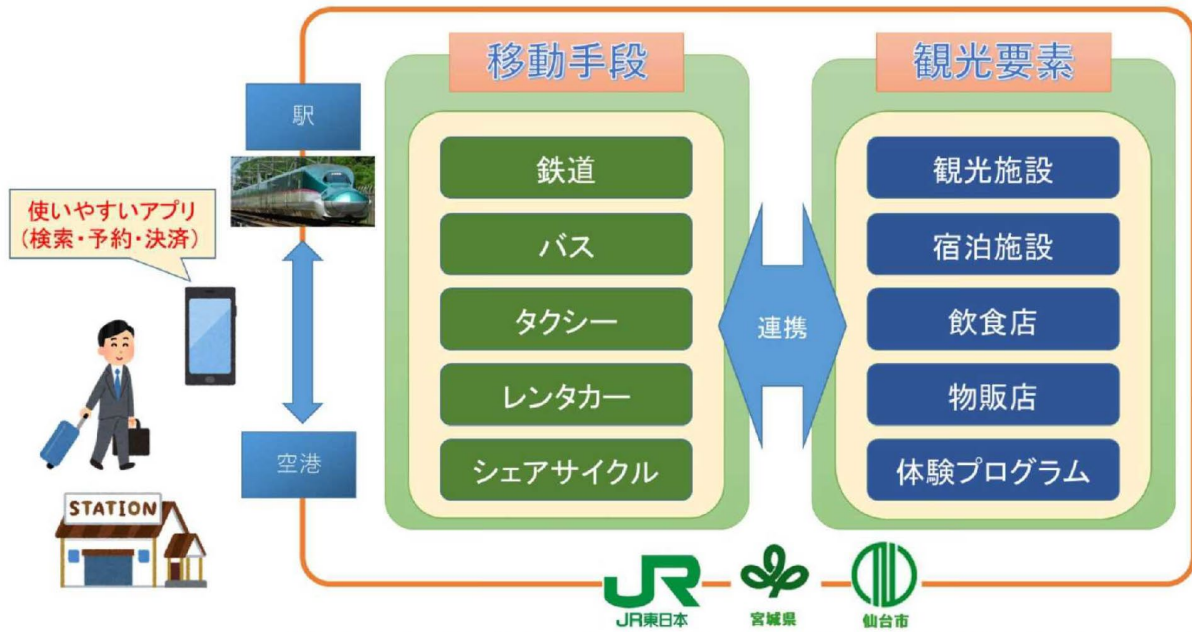 移動手段
観光要素
駅
鉄道
バス
タクシー
レンタカー
シェアサイクル
連携
観光施設
宿泊施設
飲食店
物販店
体験プログラム
使いやすいアプリ
(検索・予約・決済)
空港
STATION
JR
JR東日本
宮城県
仙台市